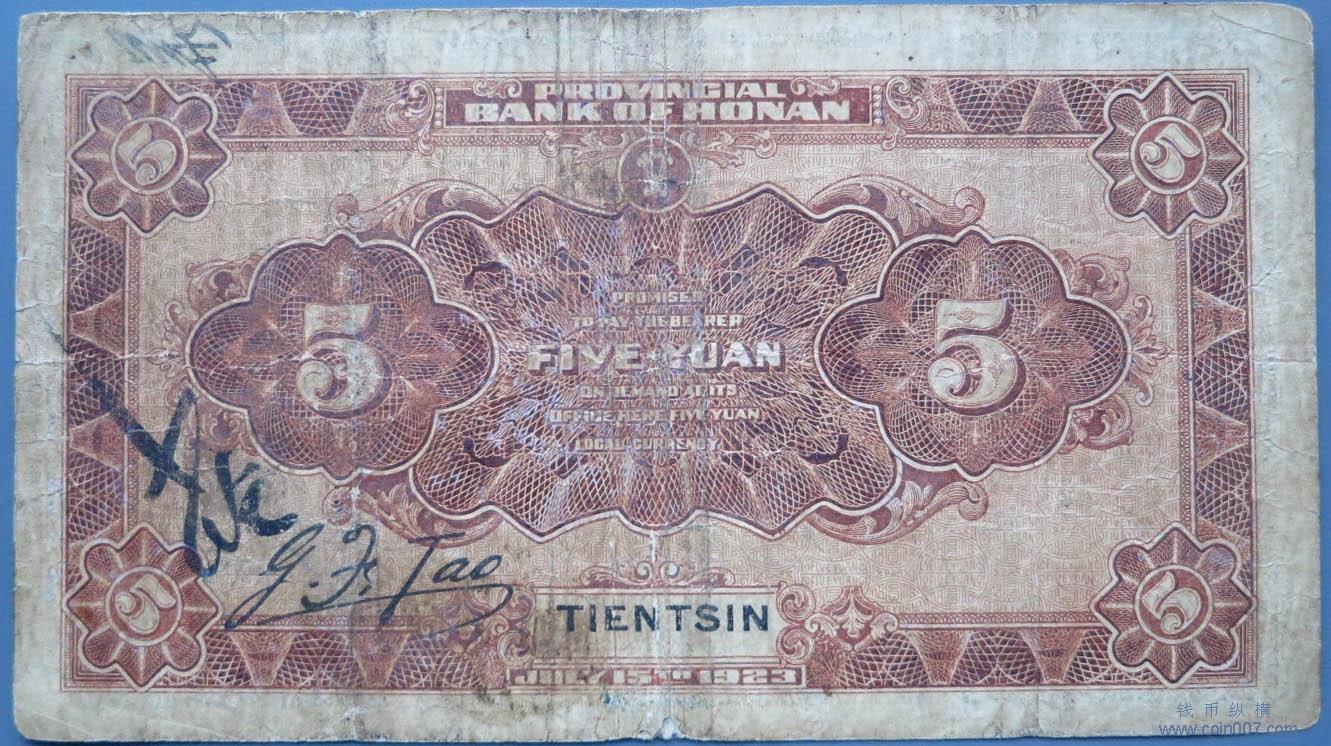 PROVINCIAL
BANK OF HONAN
5
5
PROMISES
TO PAY THE BEARER
5
FIVE YUAN
5
ON DEMAND AT ITS
OFFICE HERE FIVE YUAN
LOCAL CURRENCY
G. F. Tao
5
TIENTSIN
5
JULY 15TH 1923
钱币纵横
www.coin007.com